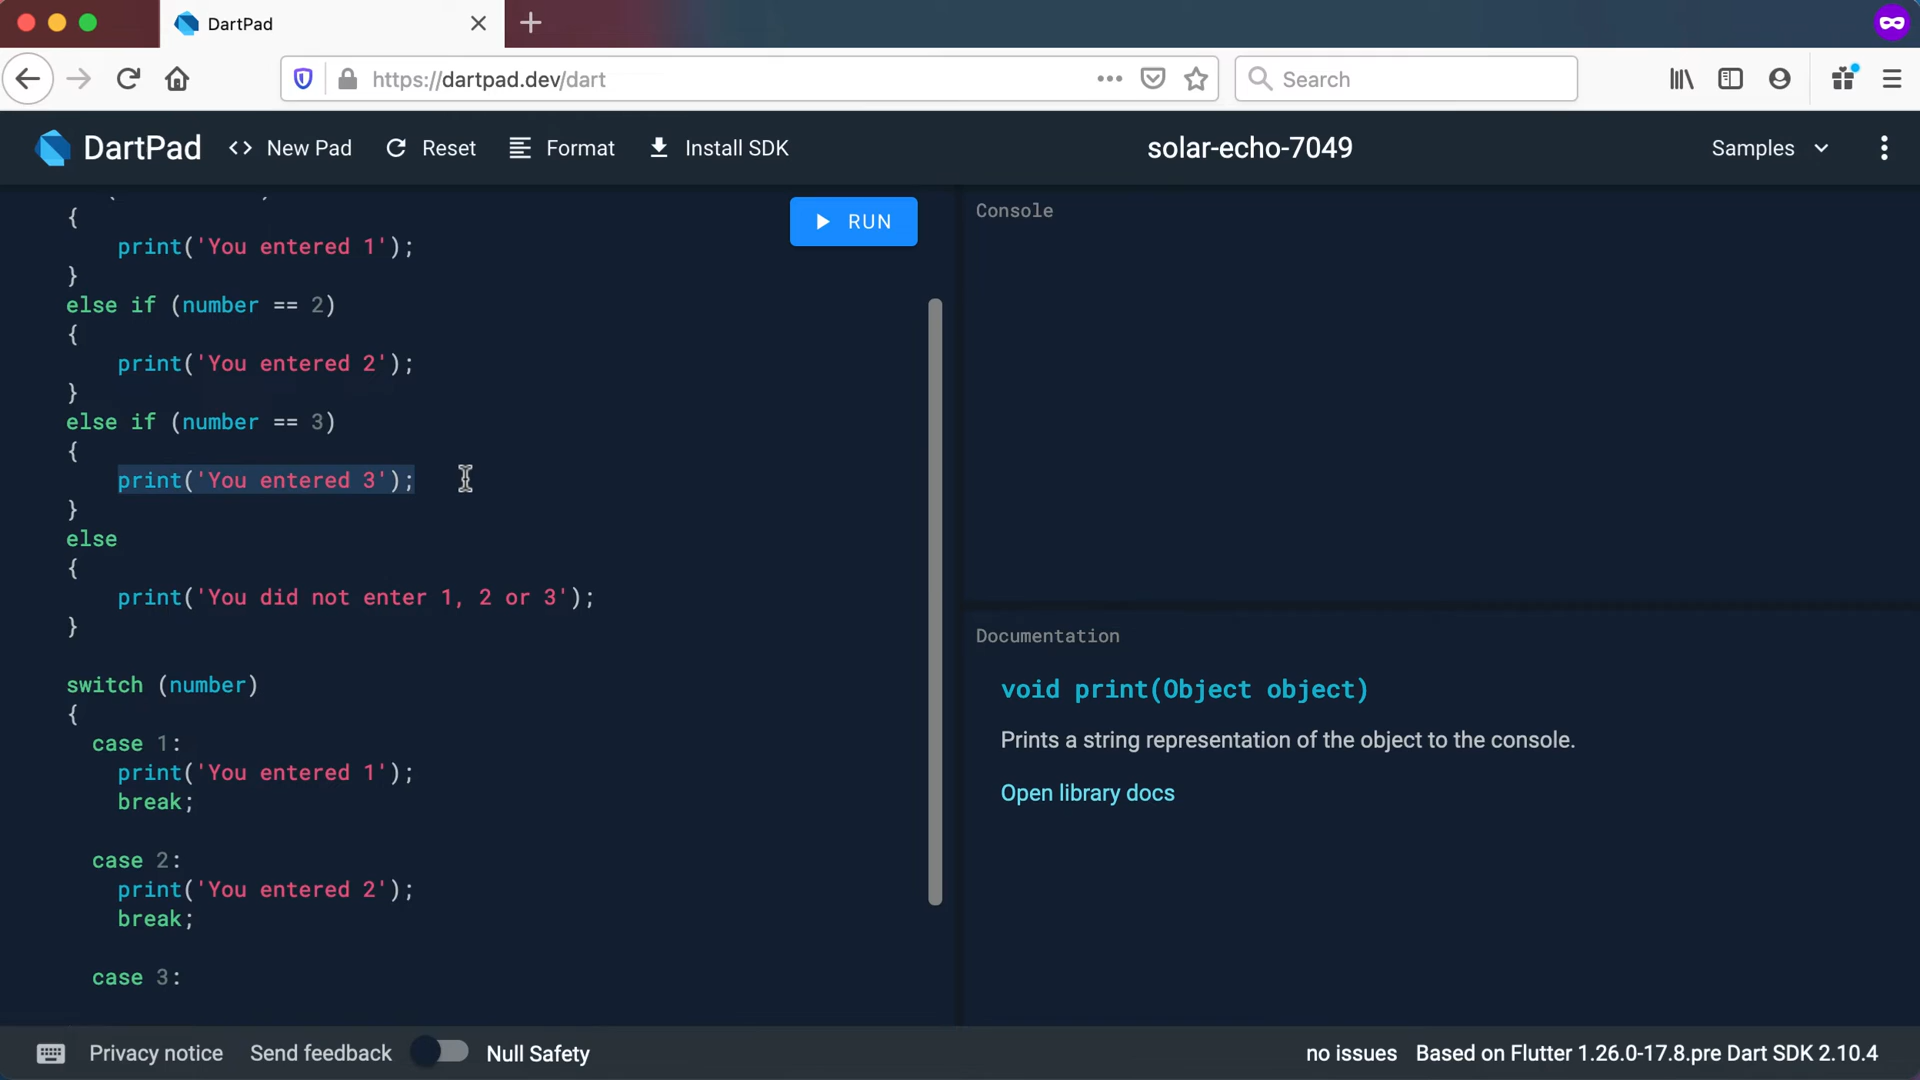 DartPad
https://dartpad.dev/dart
Search
DartPad
New Pad
Reset
Format
Install SDK
solar-echo-7049
Samples
{
print('You entered 1');
}
else if (number == 2)
{
print('You entered 2');
}
else if (number == 3)
{
print('You entered 3');
}
else
{
print('You did not enter 1, 2 or 3');
}
switch (number)
{
case 1:
print('You entered 1');
break;
case 2:
print('You entered 2');
break;
case 3:
RUN
Console
Documentation
void print(Object object)
Prints a string representation of the object to the console.
Open library docs
Privacy notice
Send feedback
Null Safety
no issues
Based on Flutter 1.26.0-17.8.pre Dart SDK 2.10.4